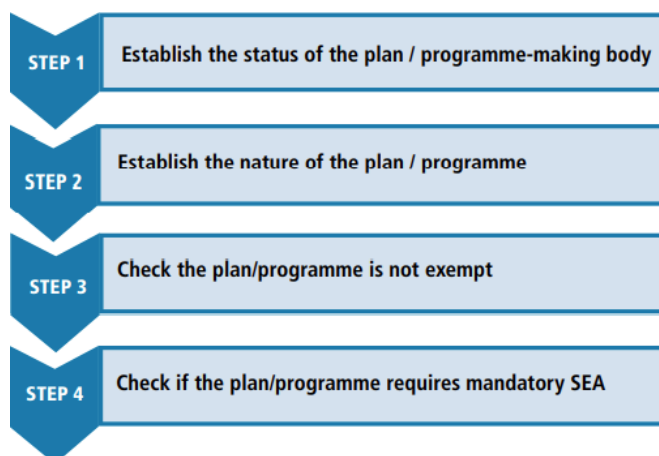 STEP 1
Establish the status of the plan / programme-making body
STEP 2
Establish the nature of the plan / programme
STEP 3
Check the plan/programme is not exempt
STEP 4
Check if the plan/programme requires mandatory SEA